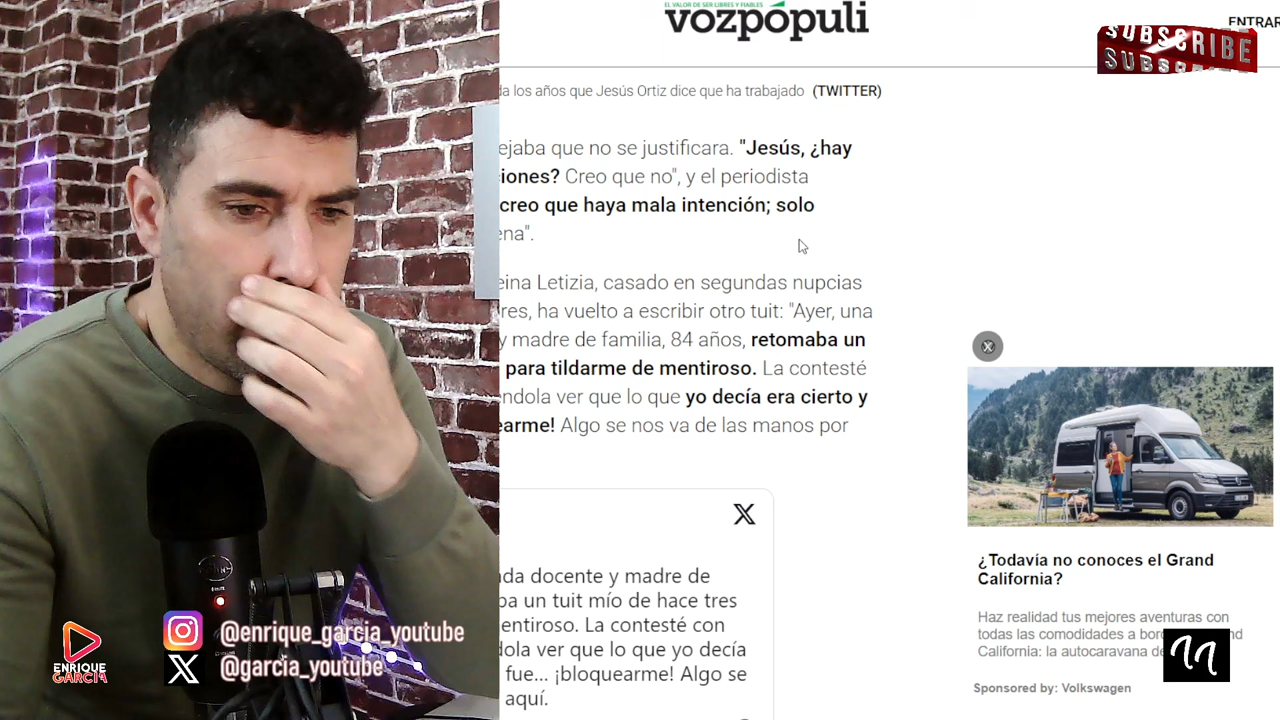 EL VALOR DE SER LIBRES Y FIABLES
vozpópuli
ENTRAR
SUBSCRIBE
da los años que Jesús Ortiz dice que ha trabajado (TWITTER)
ejaba que no se justificara. "Jesús, ¿hay
iones? Creo que no", y el periodista
creo que haya mala intención; solo
ena".
eina Letizia, casado en segundas nupcias
res, ha vuelto a escribir otro tuit: "Ayer, una
y madre de familia, 84 años, retomaba un
para tildarme de mentiroso. La contesté
ndola ver que lo que yo decía era cierto y
earme! Algo se nos va de las manos por
X
ada docente y madre de
ba un tuit mío de hace tres
entiroso. La contesté con
dola ver que lo que yo decía
fue... ¡bloquearme! Algo se
aquí.
¿Todavía no conoces el Grand
California?
Haz realidad tus mejores aventuras con
todas las comodidades a bord nd
California: la autocaravana de
Sponsored by: Volkswagen
ENRIQUE
GARCIA
@enrique_garcia_youtube
@garcia_youtube